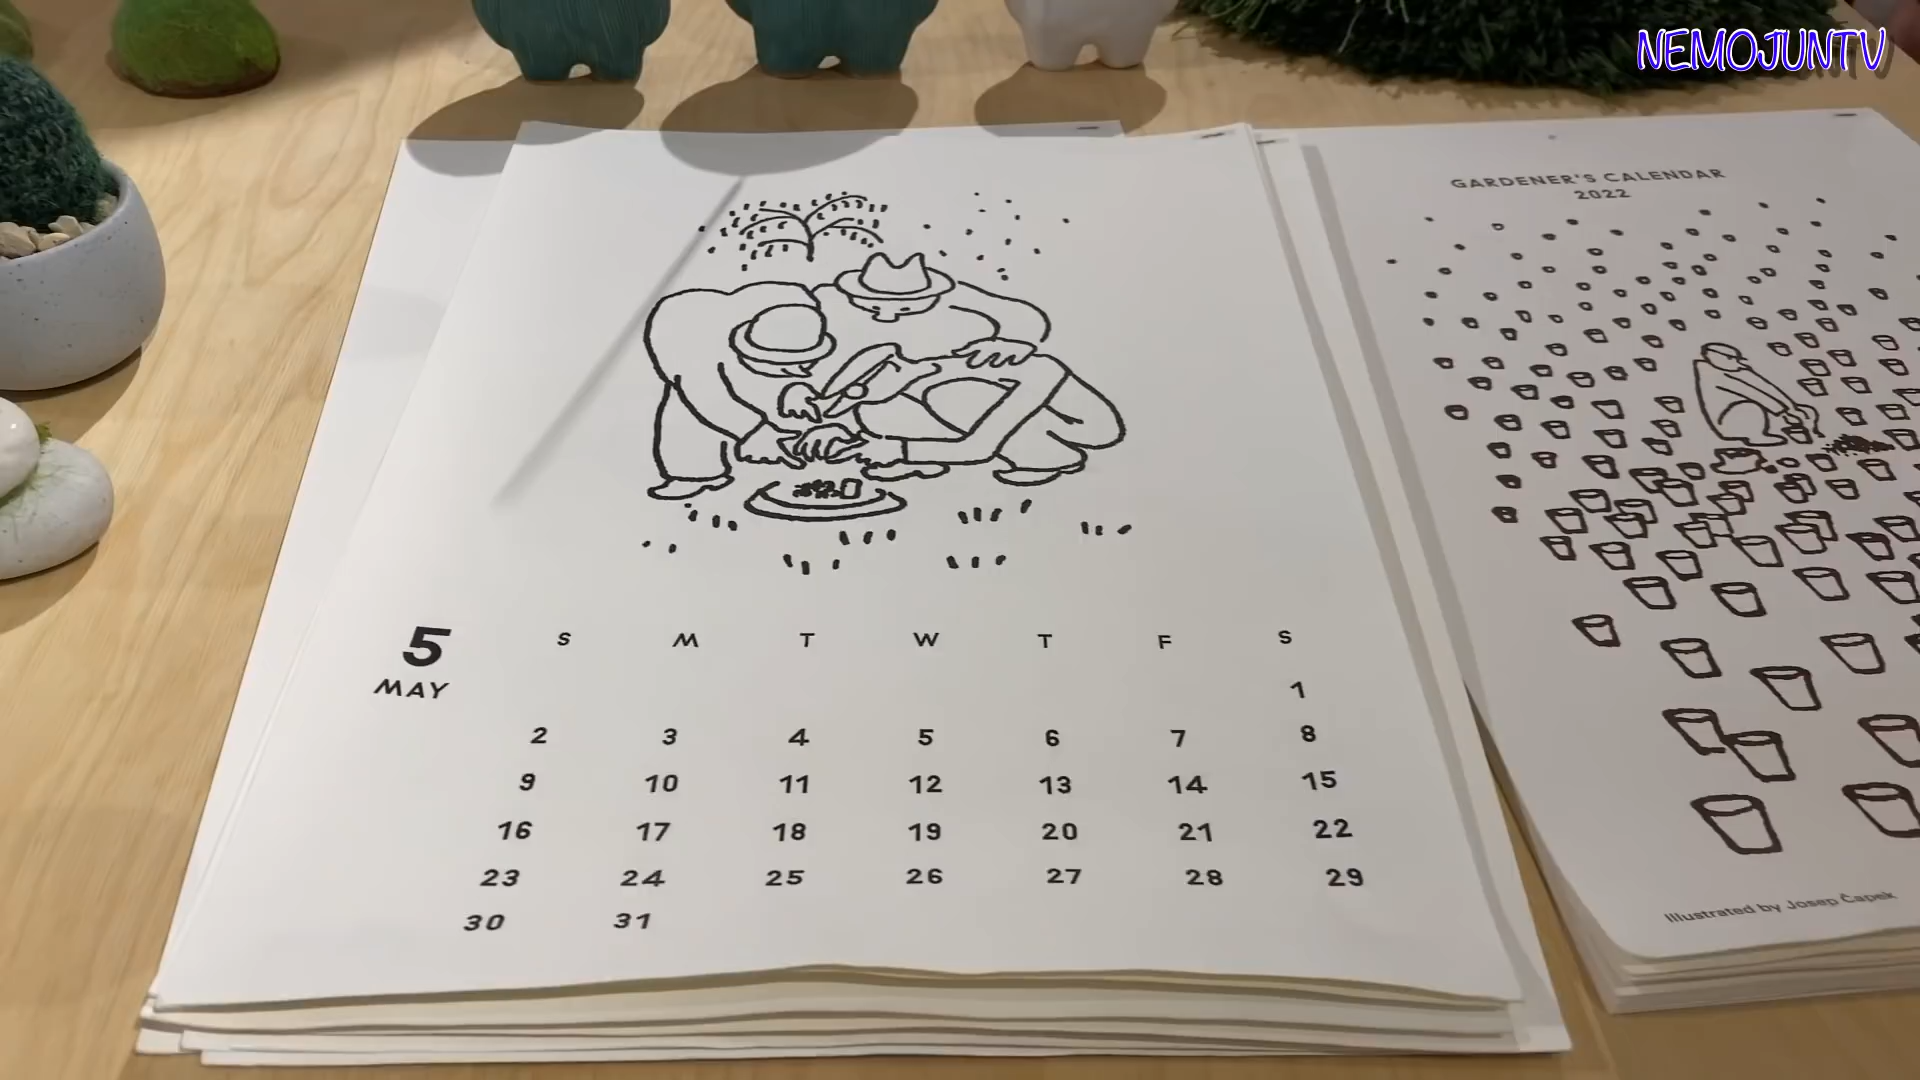 NEMOJUNTV
GARDENER'S CALENDAR
2022
5
MAY
S M T W T F S
1
2 3 4 5 6 7 8
9 10 11 12 13 14 15
16 17 18 19 20 21 22
23 24 25 26 27 28 29
30 31
Illustrated by Josep Čapek